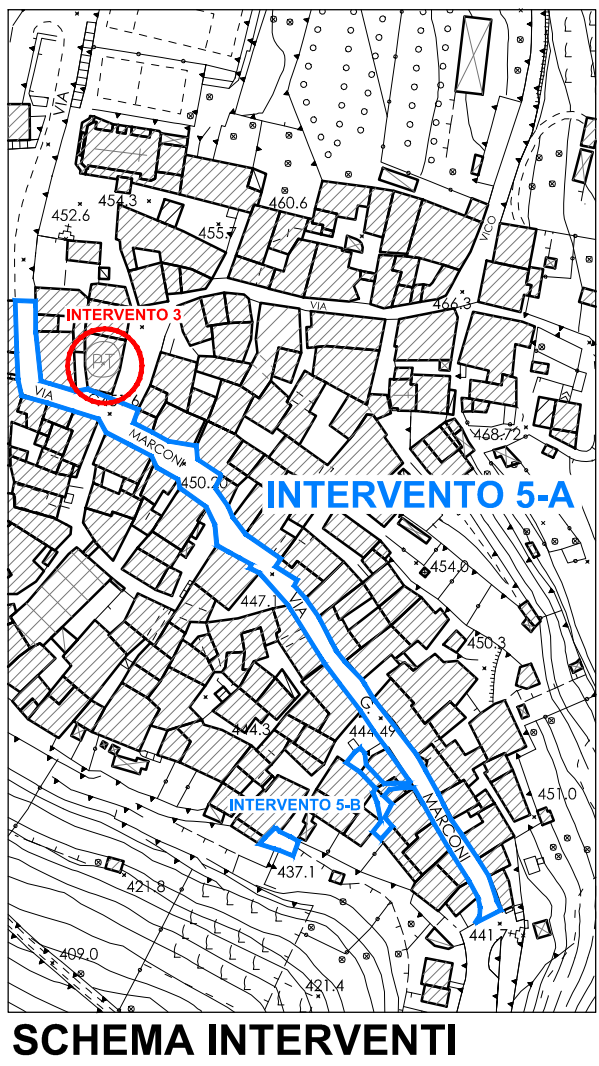 VIA
452.6
454.3
460.6
455.7
VICO
VIA
466.3
INTERVENTO 3
P.T
VIA
G.
MARCONI
468.72
450.20
INTERVENTO 5-A
454.0
447.1
VIA
450.3
G.
444.3
444.49
INTERVENTO 5-B
451.0
MARCONI
437.1
421.8
441.7
409.0
421.4
SCHEMA INTERVENTI